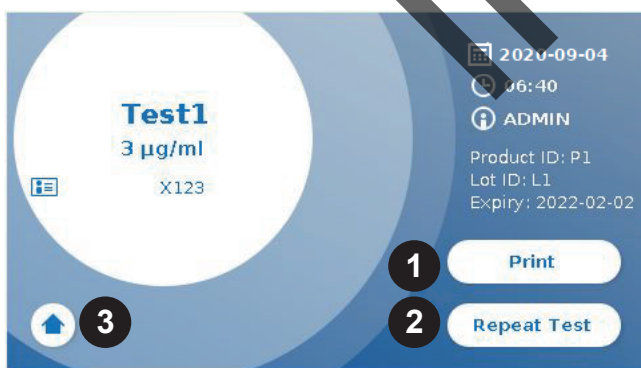 Test1
3 µg/ml
X123
2020-09-04
06:40
ADMIN
Product ID: P1
Lot ID: L1
Expiry: 2022-02-02
1
Print
2
Repeat Test
3